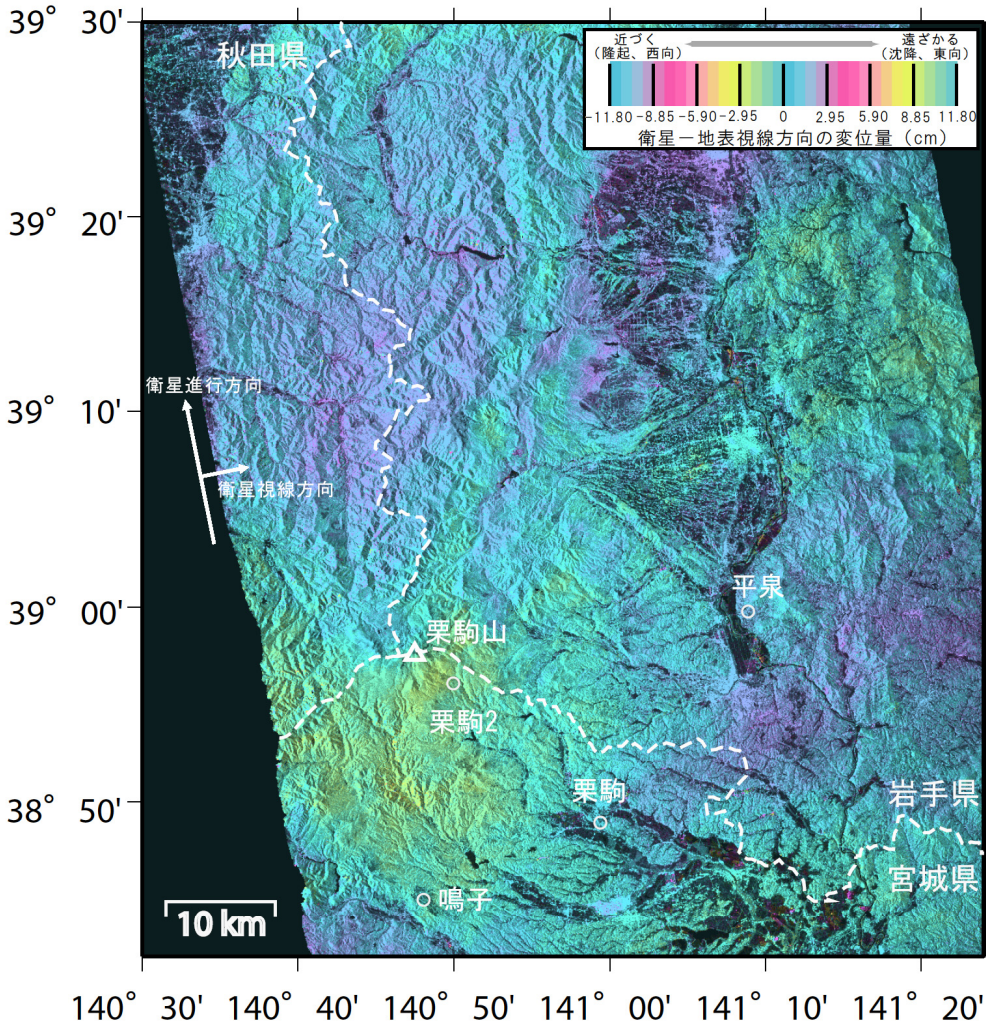 39° 30'
秋田県
近づく
(隆起、西向)
遠ざかる
(沈降、東向)
-11.80 -8.85 -5.90 -2.95 0 2.95 5.90 8.85 11.80
衛星－地表視線方向の変位量（cm）
39° 20'
衛星進行方向
39° 10'
衛星視線方向
平泉
39° 00'
栗駒山
栗駒2
栗駒
岩手県
38° 50'
宮城県
鳴子
10 km
140° 30' 140° 40' 140° 50' 141° 00' 141° 10' 141° 20'